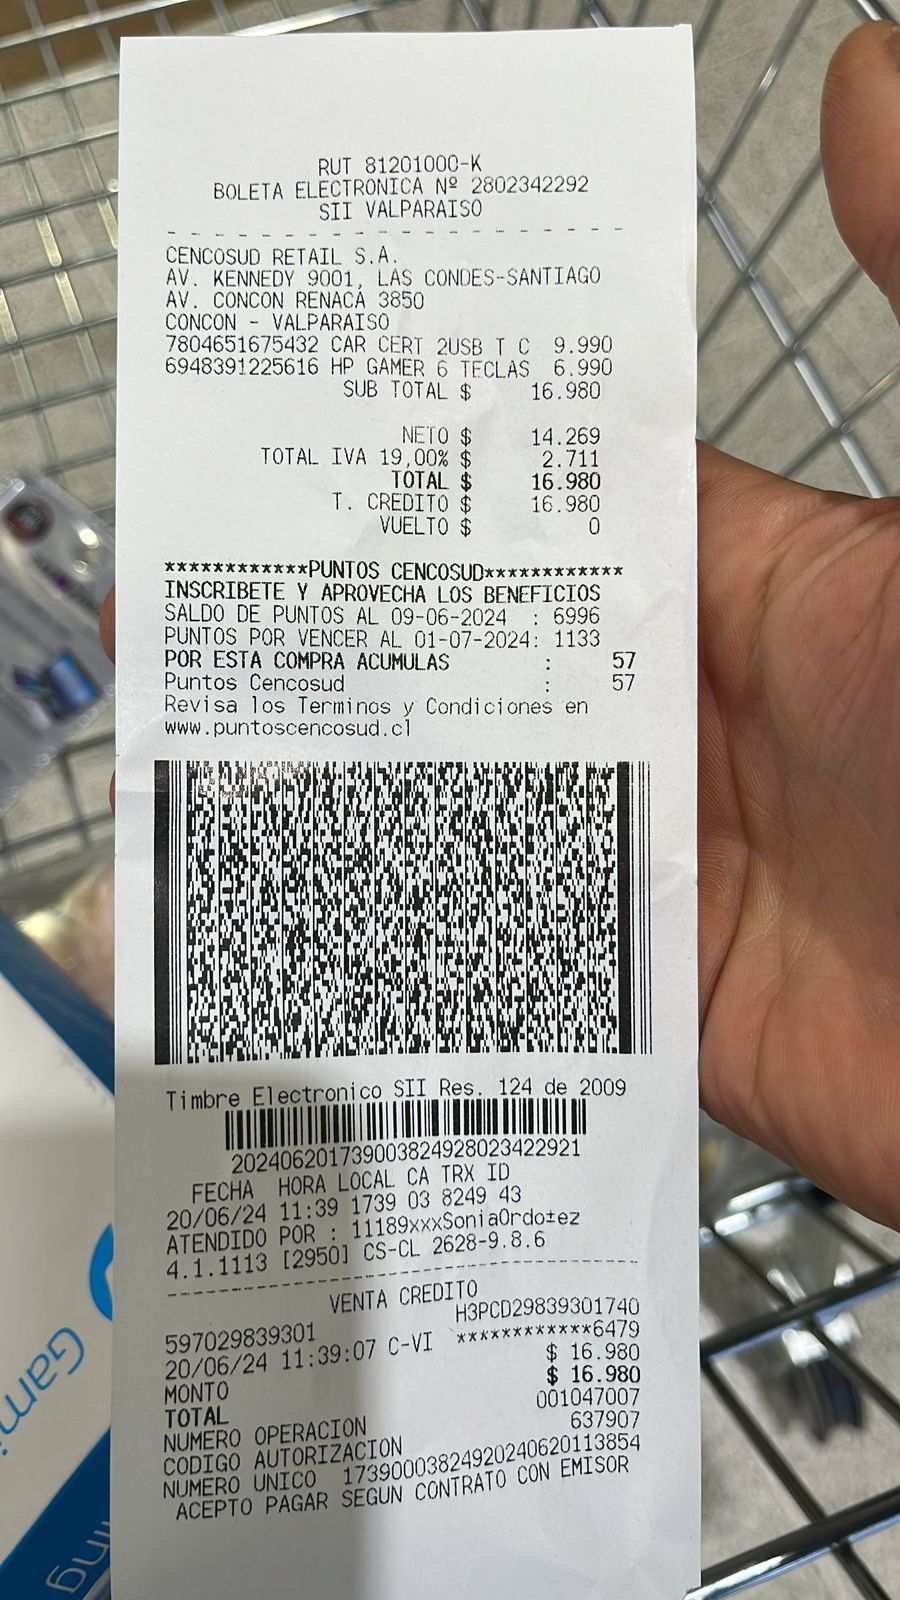 RUT 81201000-K
BOLETA ELECTRONICA Nº 2802342292
SII VALPARAISO
- - - - - - - - - - - - - - - - - - - -
CENCOSUD RETAIL S.A.
AV. KENNEDY 9001, LAS CONDES-SANTIAGO
AV. CONCON RENACA 3850
CONCON - VALPARAISO
7804651675432 CAR CERT 2USB T C 9.990
6948391225616 HP GAMER 6 TECLAS 6.990
SUB TOTAL $ 16.980
NETO $ 14.269
TOTAL IVA 19,00% $ 2.711
TOTAL $ 16.980
T. CREDITO $ 16.980
VUELTO $ 0
************PUNTOS CENCOSUD************
INSCRIBETE Y APROVECHA LOS BENEFICIOS
SALDO DE PUNTOS AL 09-06-2024 : 6996
PUNTOS POR VENCER AL 01-07-2024: 1133
POR ESTA COMPRA ACUMULAS : 57
Puntos Cencosud : 57
Revisa los Terminos y Condiciones en
www.puntoscencosud.cl
Timbre Electronico SII Res. 124 de 2009
202406201739003824928023422921
FECHA HORA LOCAL CA TRX ID
20/06/24 11:39 1739 03 8249 43
ATENDIDO POR : 11189xxxSoniaOrdo±ez
4.1.1113 [2950] CS-CL 2628-9.8.6
----------------------------------------
VENTA CREDITO
597029839301 H3PCD29839301740
20/06/24 11:39:07 C-VI ************6479
MONTO $ 16.980
TOTAL $ 16.980
NUMERO OPERACION 001047007
CODIGO AUTORIZACION 637907
NUMERO UNICO 17390003824920240620113854
ACEPTO PAGAR SEGUN CONTRATO CON EMISOR
Gami
ing